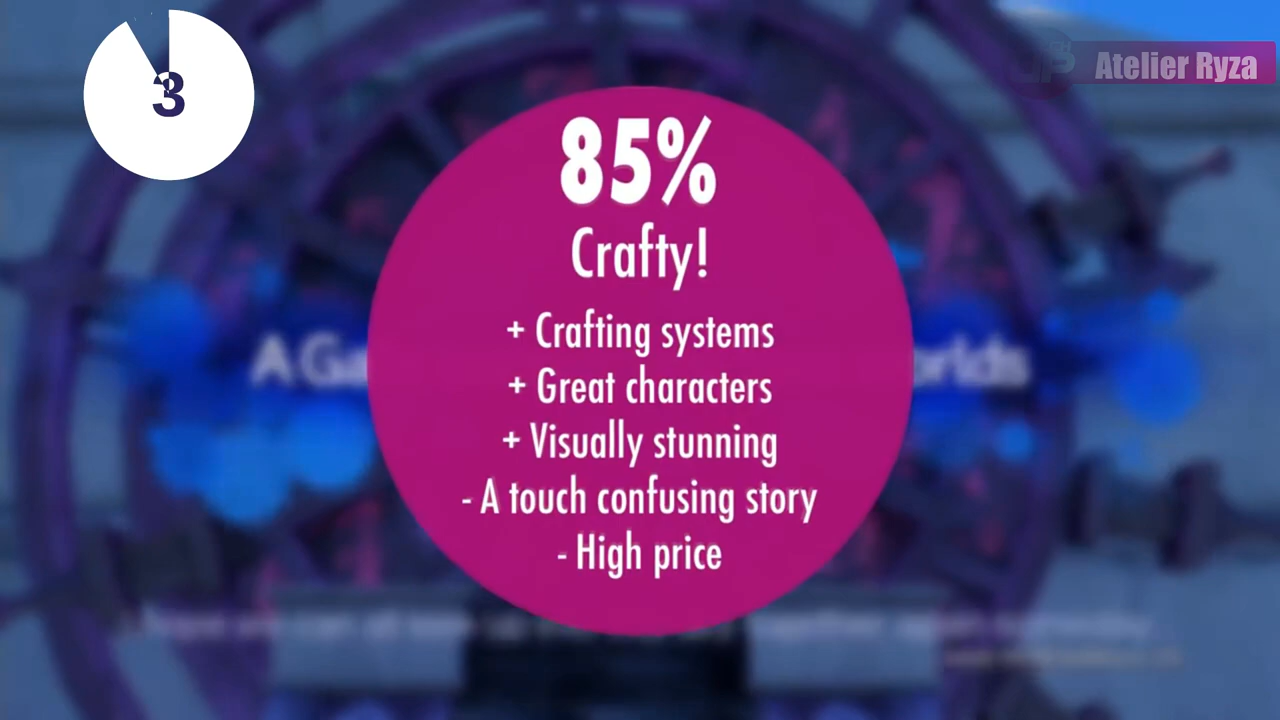 3
Atelier Ryza
85%
Crafty!
+ Crafting systems
+ Great characters
+ Visually stunning
- A touch confusing story
- High price